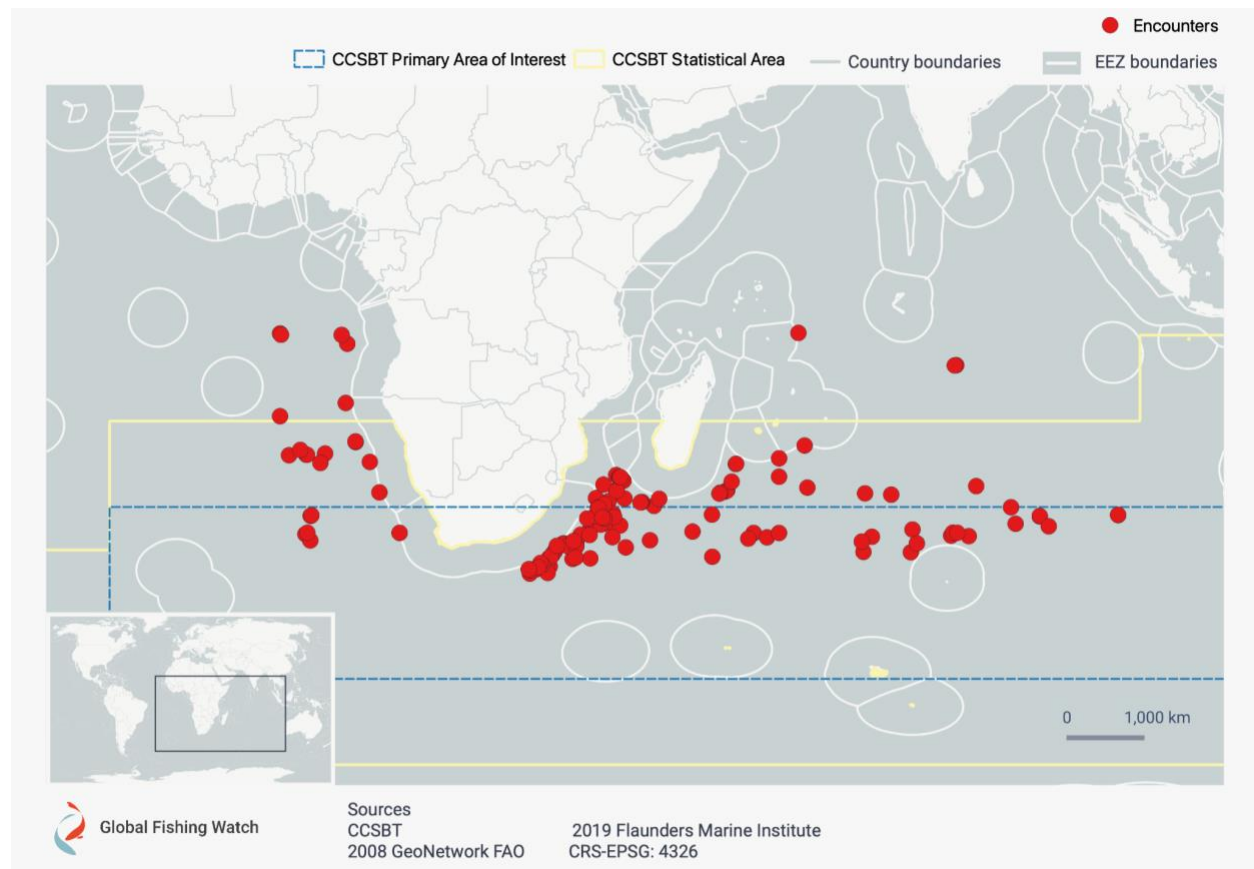 Encounters
CCSBT Primary Area of Interest CCSBT Statistical Area Country boundaries EEZ boundaries
0 1,000 km
Global Fishing Watch
Sources
CCSBT 2019 Flaunders Marine Institute
2008 GeoNetwork FAO CRS-EPSG: 4326